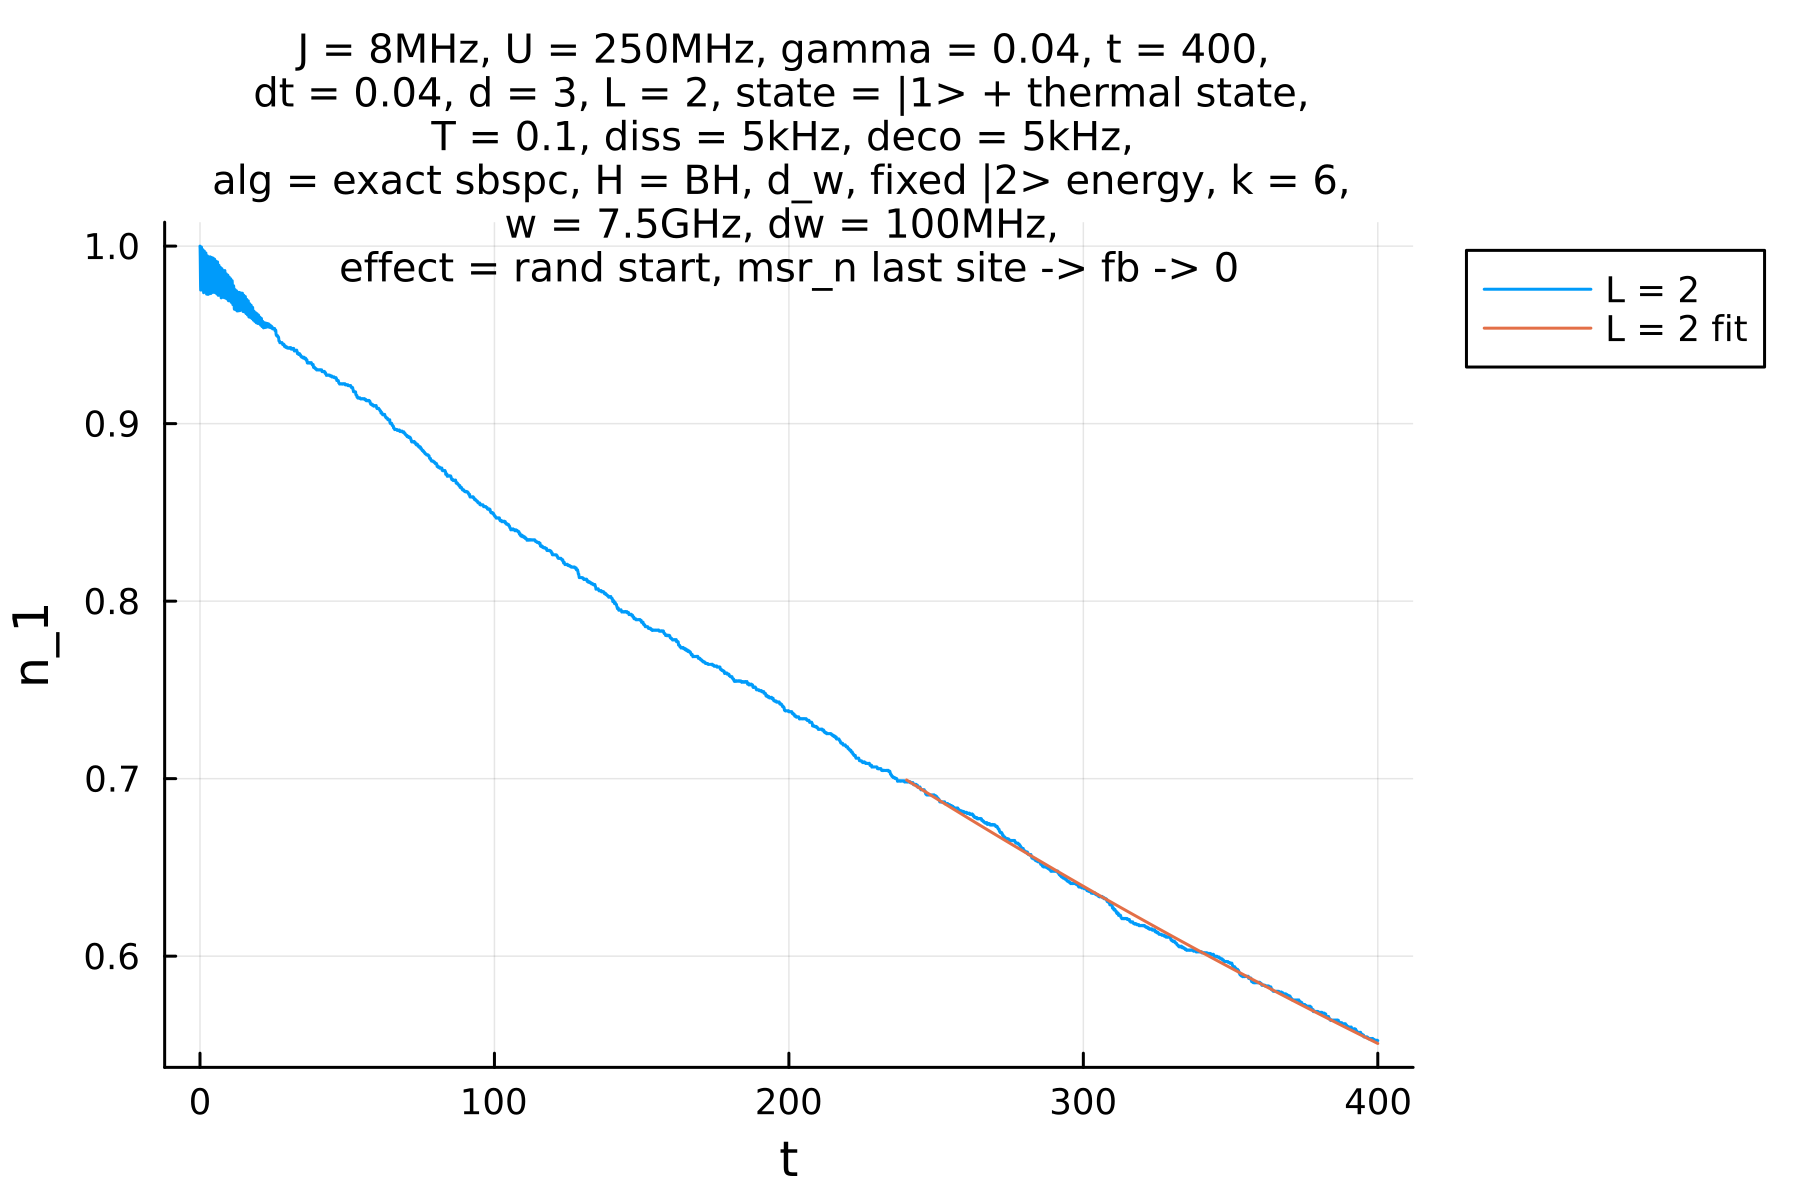 J = 8MHz, U = 250MHz, gamma = 0.04, t = 400,
dt = 0.04, d = 3, L = 2, state = |1> + thermal state,
T = 0.1, diss = 5kHz, deco = 5kHz,
alg = exact sbspc, H = BH, d_w, fixed |2> energy, k = 6,
w = 7.5GHz, dw = 100MHz,
effect = rand start, msr_n last site -> fb -> 0
1.0
0.9
0.8
0.7
0.6
n_1
0 100 200 300 400
t
L = 2
L = 2 fit